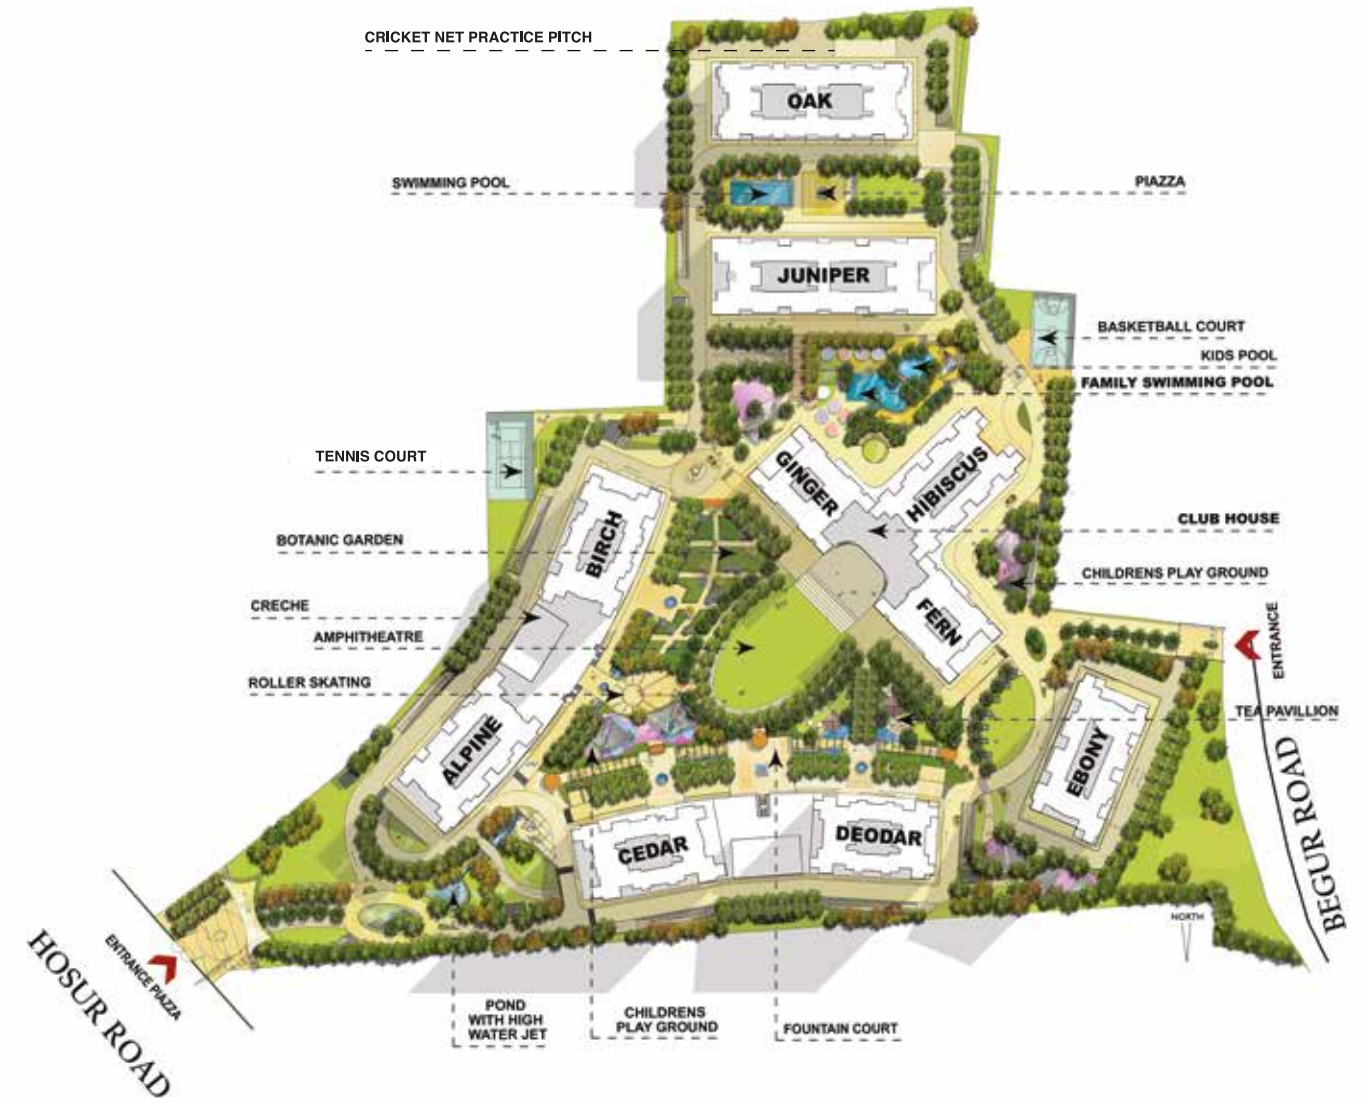 CRICKET NET PRACTICE PITCH
OAK
SWIMMING POOL
PIAZZA
JUNIPER
BASKETBALL COURT
KIDS POOL
FAMILY SWIMMING POOL
TENNIS COURT
GINGER
HIBISCUS
CLUB HOUSE
BOTANIC GARDEN
BIRCH
CHILDRENS PLAY GROUND
CRECHE
FERN
AMPHITHEATRE
ENTRANCE
ROLLER SKATING
TEA PAVILLION
ALPINE
EBONY
BEGUR ROAD
CEDAR
DEODAR
NORTH
ENTRANCE PIAZZA
HOSUR ROAD
POND
WITH HIGH
WATER JET
CHILDRENS
PLAY GROUND
FOUNTAIN COURT